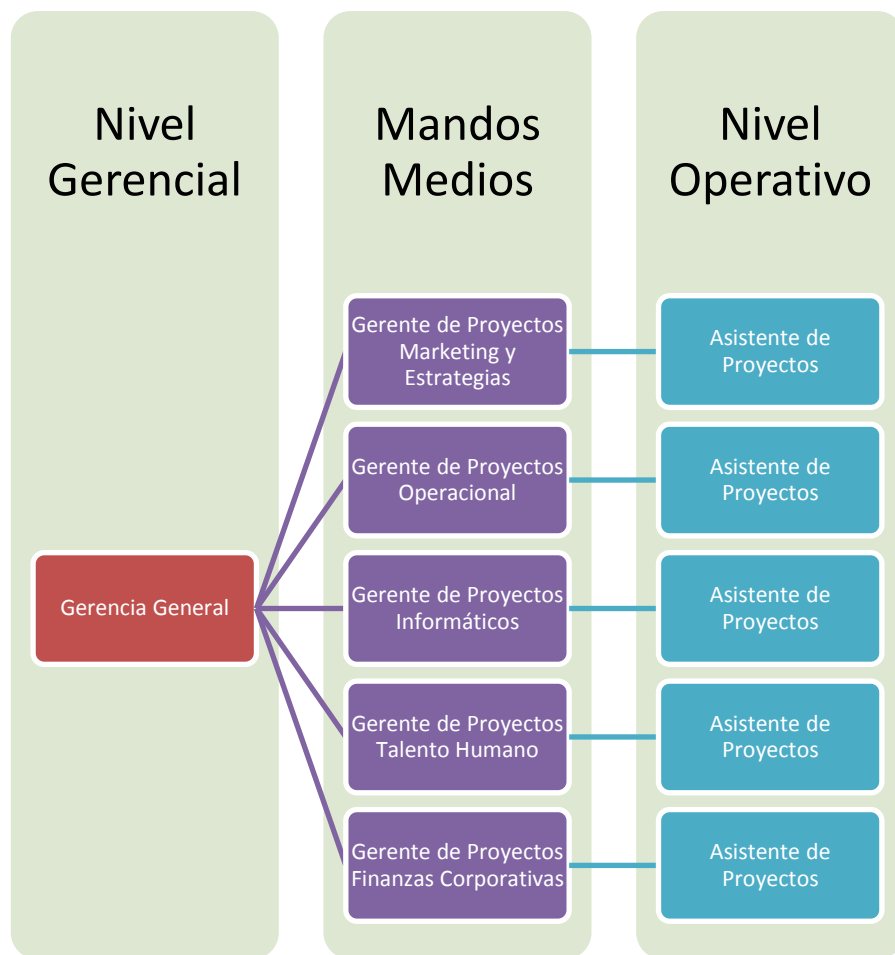 Nivel
Gerencial
Mandos
Medios
Nivel
Operativo
Gerencia General
Gerente de Proyectos
Marketing y
Estrategias
Asistente de
Proyectos
Gerente de Proyectos
Operacional
Asistente de
Proyectos
Gerente de Proyectos
Informáticos
Asistente de
Proyectos
Gerente de Proyectos
Talento Humano
Asistente de
Proyectos
Gerente de Proyectos
Finanzas Corporativas
Asistente de
Proyectos